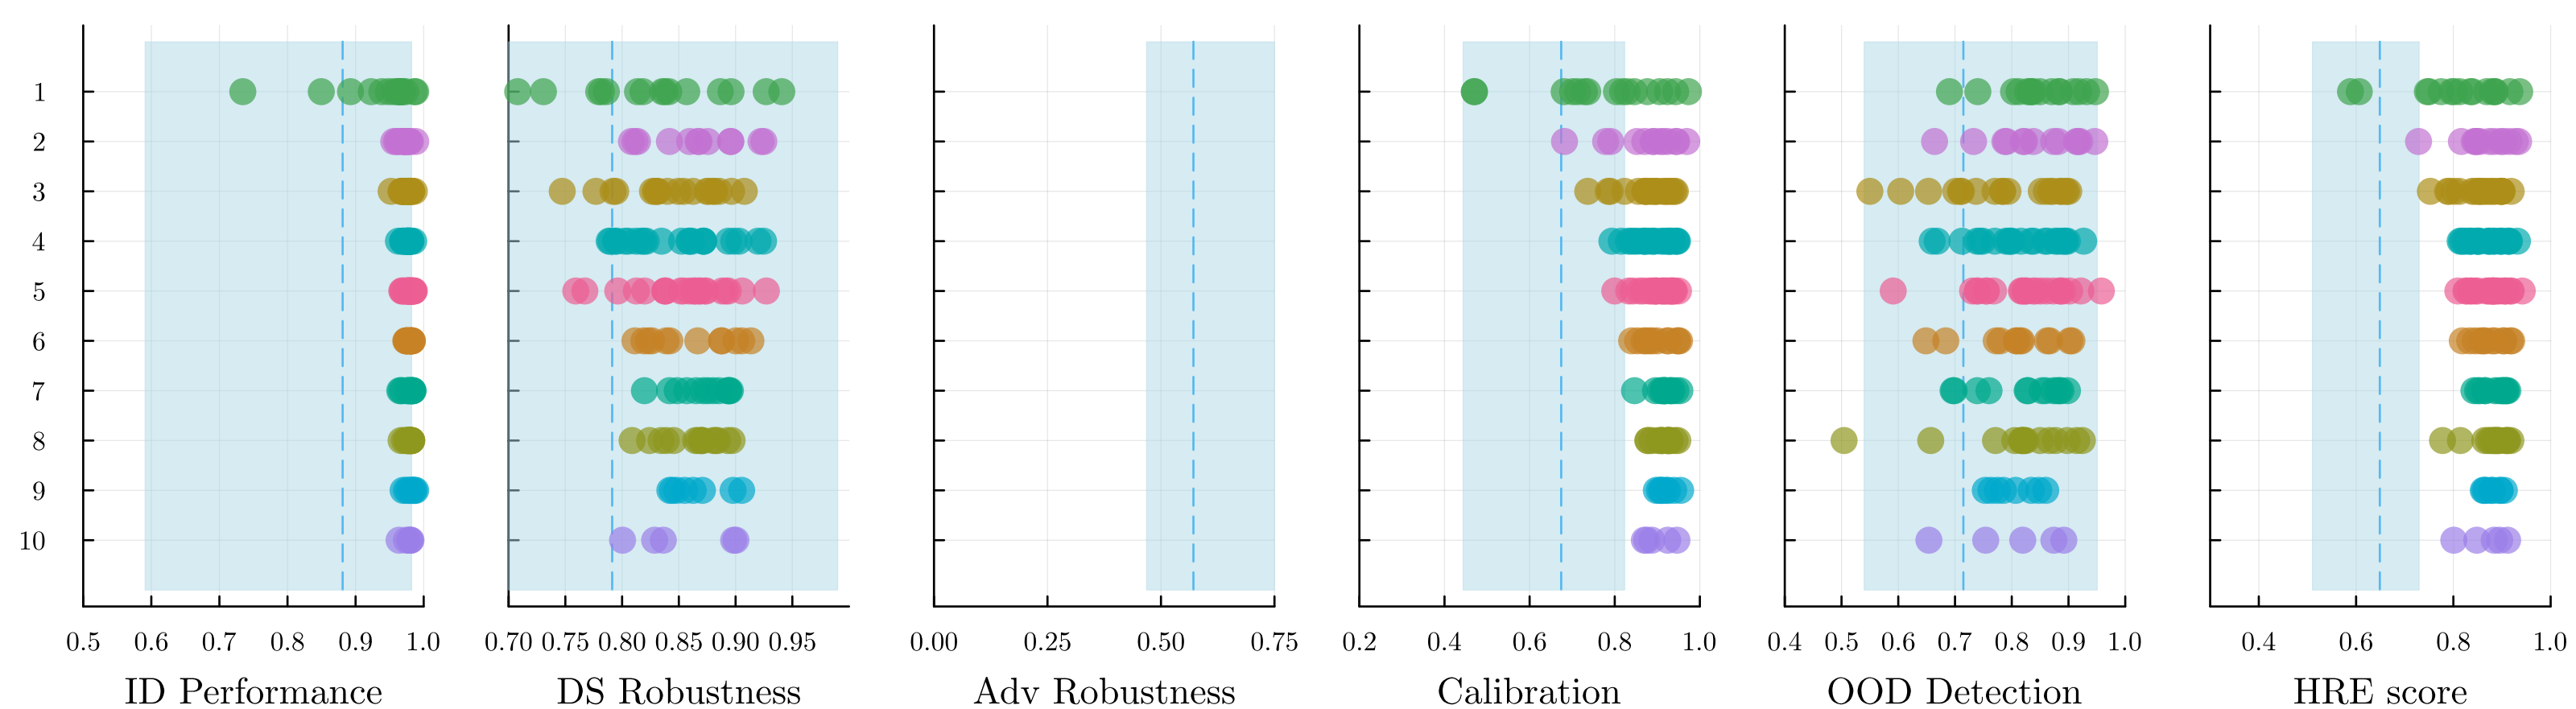 1
2
3
4
5
6
7
8
9
10
0.5 0.6 0.7 0.8 0.9 1.0
0.70 0.75 0.80 0.85 0.90 0.95
0.00 0.25 0.50 0.75
0.2 0.4 0.6 0.8 1.0
0.4 0.5 0.6 0.7 0.8 0.9 1.0
0.4 0.6 0.8 1.0
ID Performance
DS Robustness
Adv Robustness
Calibration
OOD Detection
HRE score